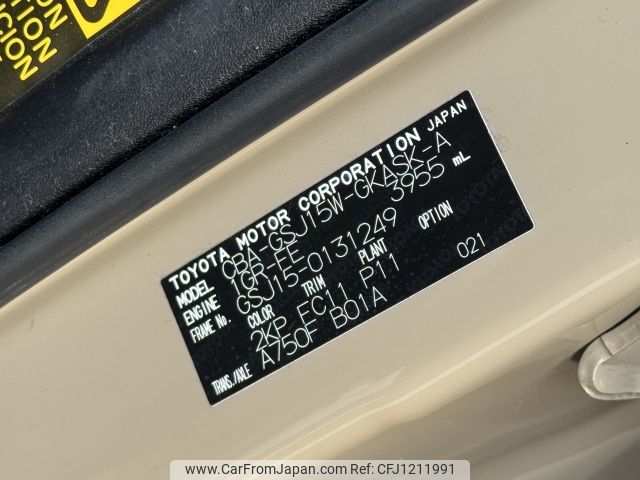 TOYOTA MOTOR CORPORATION JAPAN
MODEL CBA-GSJ15W-GKASK-A
ENGINE 1GR-FE 3955 mL
FRAME No. GSJ15-0131249
COLOR TRIM PLANT OPTION
2KP FC11 P11 021
TRANS./AXLE A750F B01A
www.CarFromJapan.com Ref No. CFJ1211991